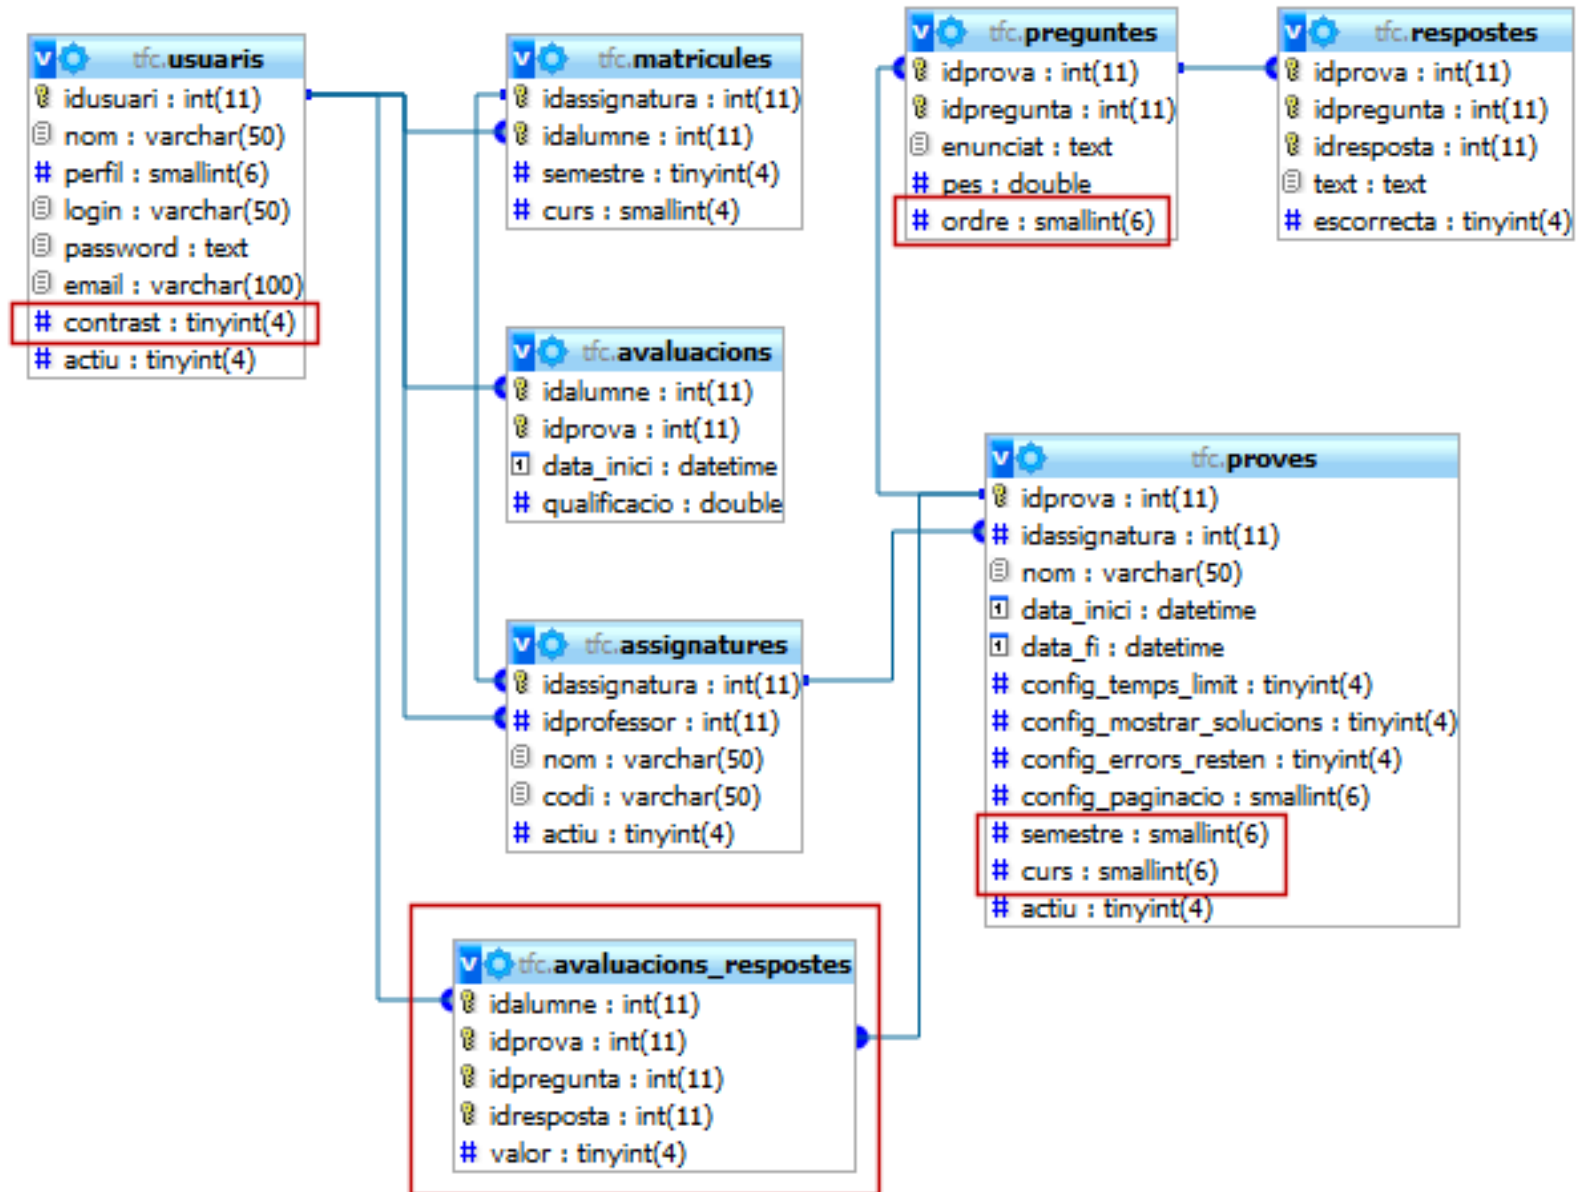 tfc.usuaris
idusuari : int(11)
nom : varchar(50)
# perfil : smallint(6)
login : varchar(50)
password : text
email : varchar(100)
# contrast : tinyint(4)
# actiu : tinyint(4)
tfc.matricules
idassignatura : int(11)
idalumne : int(11)
# semestre : tinyint(4)
# curs : smallint(4)
tfc.avaluacions
idalumne : int(11)
idprova : int(11)
data_inici : datetime
# qualificacio : double
tfc.assignatures
idassignatura : int(11)
# idprofessor : int(11)
nom : varchar(50)
codi : varchar(50)
# actiu : tinyint(4)
tfc.avaluacions_respostes
idalumne : int(11)
idprova : int(11)
idpregunta : int(11)
idresposta : int(11)
# valor : tinyint(4)
tfc.preguntes
idprova : int(11)
idpregunta : int(11)
enunciat : text
# pes : double
# ordre : smallint(6)
tfc.respostes
idprova : int(11)
idpregunta : int(11)
idresposta : int(11)
text : text
# escorrecta : tinyint(4)
tfc.proves
idprova : int(11)
# idassignatura : int(11)
nom : varchar(50)
data_inici : datetime
data_fi : datetime
# config_temps_limit : tinyint(4)
# config_mostrar_solucions : tinyint(4)
# config_errors_resten : tinyint(4)
# config_paginacio : smallint(6)
# semestre : smallint(6)
# curs : smallint(6)
# actiu : tinyint(4)